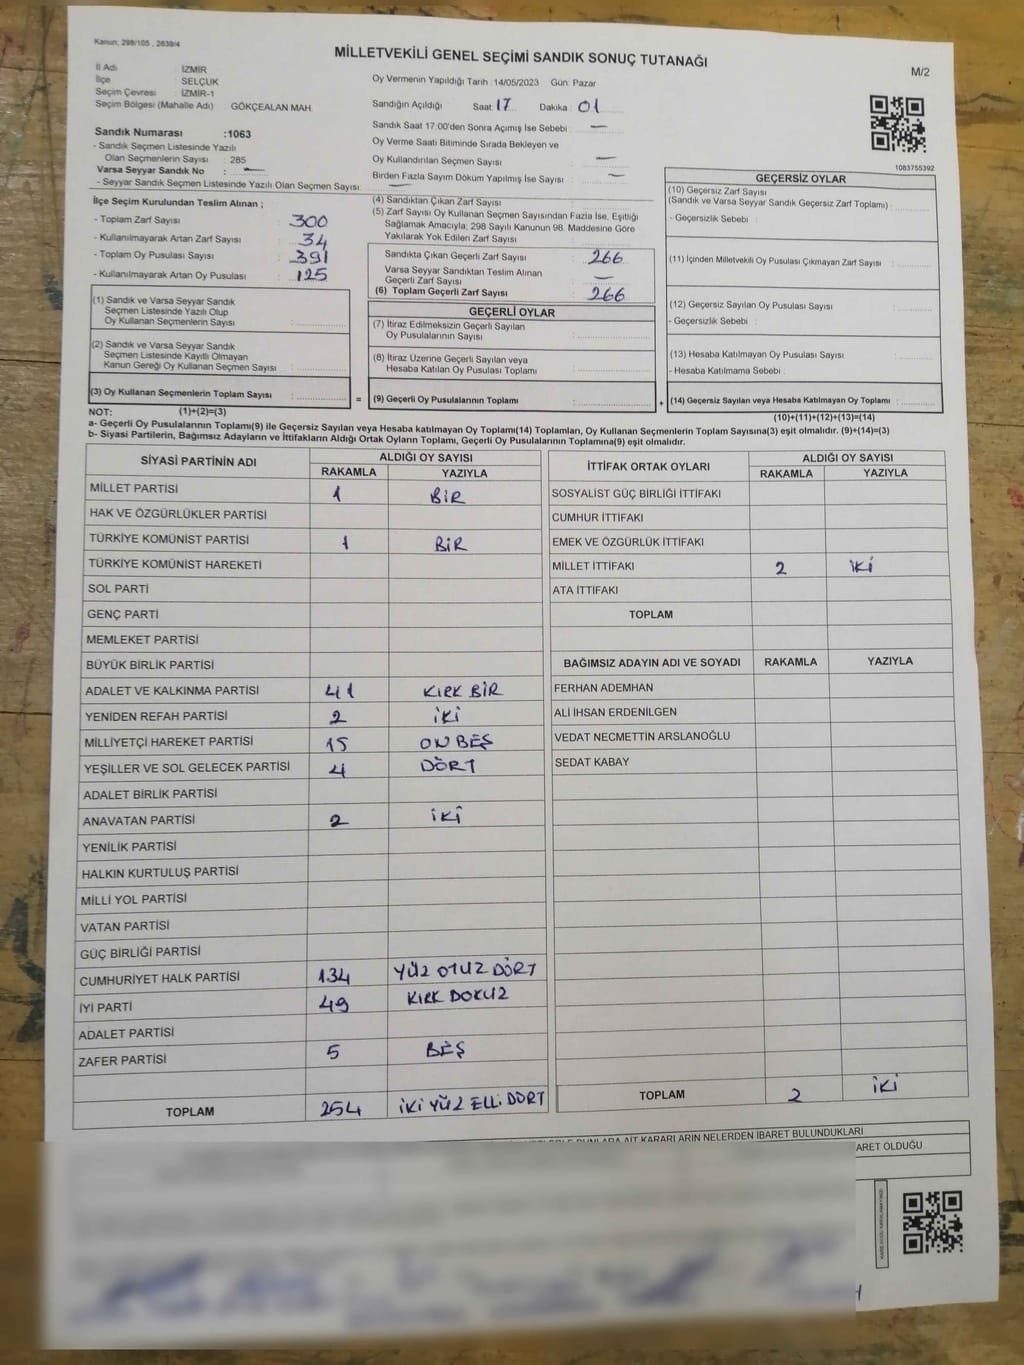 Kanun: 298/105 , 2839/4
MİLLETVEKİLİ GENEL SEÇİMİ SANDIK SONUÇ TUTANAĞI
M/2
İl Adı : İZMİR
İlçe : SELÇUK
Seçim Çevresi : İZMİR-1
Seçim Bölgesi (Mahalle Adı) : GÖKÇEALAN MAH.
Oy Vermenin Yapıldığı Tarih : 14/05/2023 Gün: Pazar
Sandığın Açıldığı Saat: 17 Dakika : 01
Sandık Saat 17:00'den Sonra Açımış İse Sebebi : —
Oy Verme Saati Bitiminde Sırada Bekleyen ve
Oy Kullandırılan Seçmen Sayısı : —
Birden Fazla Sayım Döküm Yapılmış İse Sayısı : —
1083755392
Sandık Numarası :1063
- Sandık Seçmen Listesinde Yazılı
Olan Seçmenlerin Sayısı : 285
Varsa Seyyar Sandık No : —
- Seyyar Sandık Seçmen Listesinde Yazılı Olan Seçmen Sayısı: —
İlçe Seçim Kurulundan Teslim Alınan ;
- Toplam Zarf Sayısı : 300
- Kullanılmayarak Artan Zarf Sayısı : 34
- Toplam Oy Pusulası Sayısı : 391
- Kullanılmayarak Artan Oy Pusulası : 125
(1) Sandık ve Varsa Seyyar Sandık
Seçmen Listesinde Yazılı Olup
Oy Kullanan Seçmenlerin Sayısı :
(2) Sandık ve Varsa Seyyar Sandık
Seçmen Listesinde Kayıtlı Olmayan
Kanun Gereği Oy Kullanan Seçmen Sayısı :
(3) Oy Kullanan Seçmenlerin Toplam Sayısı :
(1)+(2)=(3)
(4) Sandıktan Çıkan Zarf Sayısı :
(5) Zarf Sayısı Oy Kullanan Seçmen Sayısından Fazla İse, Eşitliği
Sağlamak Amacıyla; 298 Sayılı Kanunun 98. Maddesine Göre
Yakılarak Yok Edilen Zarf Sayısı :
Sandıkta Çıkan Geçerli Zarf Sayısı : 266
Varsa Seyyar Sandıktan Teslim Alınan
Geçerli Zarf Sayısı : —
(6) Toplam Geçerli Zarf Sayısı : 266
GEÇERLİ OYLAR
(7) İtiraz Edilmeksizin Geçerli Sayılan
Oy Pusulalarının Sayısı :
(8) İtiraz Üzerine Geçerli Sayılan veya
Hesaba Katılan Oy Pusulası Toplamı :
= (9) Geçerli Oy Pusulalarının Toplamı :
GEÇERSİZ OYLAR
(10) Geçersiz Zarf Sayısı
(Sandık ve Varsa Seyyar Sandık Geçersiz Zarf Toplamı) :
- Geçersizlik Sebebi :
(11) İçinden Milletvekili Oy Pusulası Çıkmayan Zarf Sayısı :
(12) Geçersiz Sayılan Oy Pusulası Sayısı :
- Geçersizlik Sebebi :
(13) Hesaba Katılmayan Oy Pusulası Sayısı :
- Hesaba Katılmama Sebebi :
+ (14) Geçersiz Sayılan veya Hesaba Katılmayan Oy Toplamı :
(10)+(11)+(12)+(13)=(14)
NOT:
a- Geçerli Oy Pusulalarının Toplamı(9) ile Geçersiz Sayılan veya Hesaba katılmayan Oy Toplamı(14) Toplamları, Oy Kullanan Seçmenlerin Toplam Sayısına(3) eşit olmalıdır. (9)+(14)=(3)
b- Siyasi Partilerin, Bağımsız Adayların ve İttifakların Aldığı Ortak Oyların Toplamı, Geçerli Oy Pusulalarının Toplamına(9) eşit olmalıdır.
SİYASİ PARTİNİN ADI ALDIĞI OY SAYISI
RAKAMLA YAZIYLA
MİLLET PARTİSİ 1 BİR
HAK VE ÖZGÜRLÜKLER PARTİSİ
TÜRKİYE KOMÜNİST PARTİSİ 1 BİR
TÜRKİYE KOMÜNİST HAREKETİ
SOL PARTİ
GENÇ PARTİ
MEMLEKET PARTİSİ
BÜYÜK BİRLİK PARTİSİ
ADALET VE KALKINMA PARTİSİ 41 KIRK BİR
YENİDEN REFAH PARTİSİ 2 İKİ
MİLLİYETÇİ HAREKET PARTİSİ 15 ON BEŞ
YEŞİLLER VE SOL GELECEK PARTİSİ 4 DÖRT
ADALET BİRLİK PARTİSİ
ANAVATAN PARTİSİ 2 İKİ
YENİLİK PARTİSİ
HALKIN KURTULUŞ PARTİSİ
MİLLİ YOL PARTİSİ
VATAN PARTİSİ
GÜÇ BİRLİĞİ PARTİSİ
CUMHURİYET HALK PARTİSİ 134 YÜZ OTUZ DÖRT
İYİ PARTİ 49 KIRK DOKUZ
ADALET PARTİSİ
ZAFER PARTİSİ 5 BEŞ
TOPLAM 254 İKİ YÜZ ELLİ DÖRT
İTTİFAK ORTAK OYLARI ALDIĞI OY SAYISI
RAKAMLA YAZIYLA
SOSYALİST GÜÇ BİRLİĞİ İTTİFAKI
CUMHUR İTTİFAKI
EMEK VE ÖZGÜRLÜK İTTİFAKI
MİLLET İTTİFAKI 2 İKİ
ATA İTTİFAKI
TOPLAM
BAĞIMSIZ ADAYIN ADI VE SOYADI RAKAMLA YAZIYLA
FERHAN ADEMHAN
ALİ İHSAN ERDENİLGEN
VEDAT NECMETTİN ARSLANOĞLU
SEDAT KABAY
TOPLAM 2 İKİ
BUNLARA AİT KARARLARIN NELERDEN İBARET BULUNDUKLARI
ARET OLDUĞU